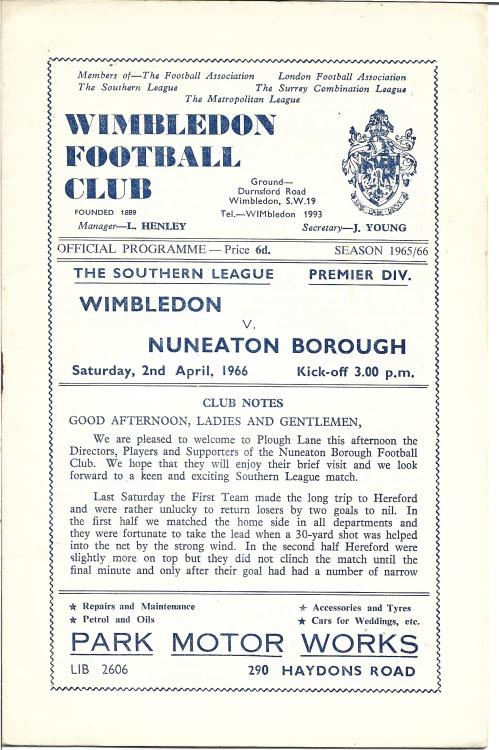 Members of—The Football Association London Football Association
The Southern League The Surrey Combination League
The Metropolitan League
WIMBLEDON
FOOTBALL
CLUB
FOUNDED 1889
Ground—
Durnsford Road
Wimbledon, S.W.19
Tel.—WIMbledon 1993
Manager—L. HENLEY Secretary—J. YOUNG
OFFICIAL PROGRAMME — Price 6d. SEASON 1965/66
THE SOUTHERN LEAGUE PREMIER DIV.
WIMBLEDON
V.
NUNEATON BOROUGH
Saturday, 2nd April, 1966 Kick-off 3.00 p.m.
CLUB NOTES
GOOD AFTERNOON, LADIES AND GENTLEMEN,
We are pleased to welcome to Plough Lane this afternoon the
Directors, Players and Supporters of the Nuneaton Borough Football
Club. We hope that they will enjoy their brief visit and we look
forward to a keen and exciting Southern League match.
Last Saturday the First Team made the long trip to Hereford
and were rather unlucky to return losers by two goals to nil. In
the first half we matched the home side in all departments and
they were fortunate to take the lead when a 30-yard shot was helped
into the net by the strong wind. In the second half Hereford were
slightly more on top but they did not clinch the match until the
final minute and only after their goal had had a number of narrow
★ Repairs and Maintenance ★ Accessories and Tyres
★ Petrol and Oils ★ Cars for Weddings, etc.
PARK MOTOR WORKS
LIB 2606 290 HAYDONS ROAD